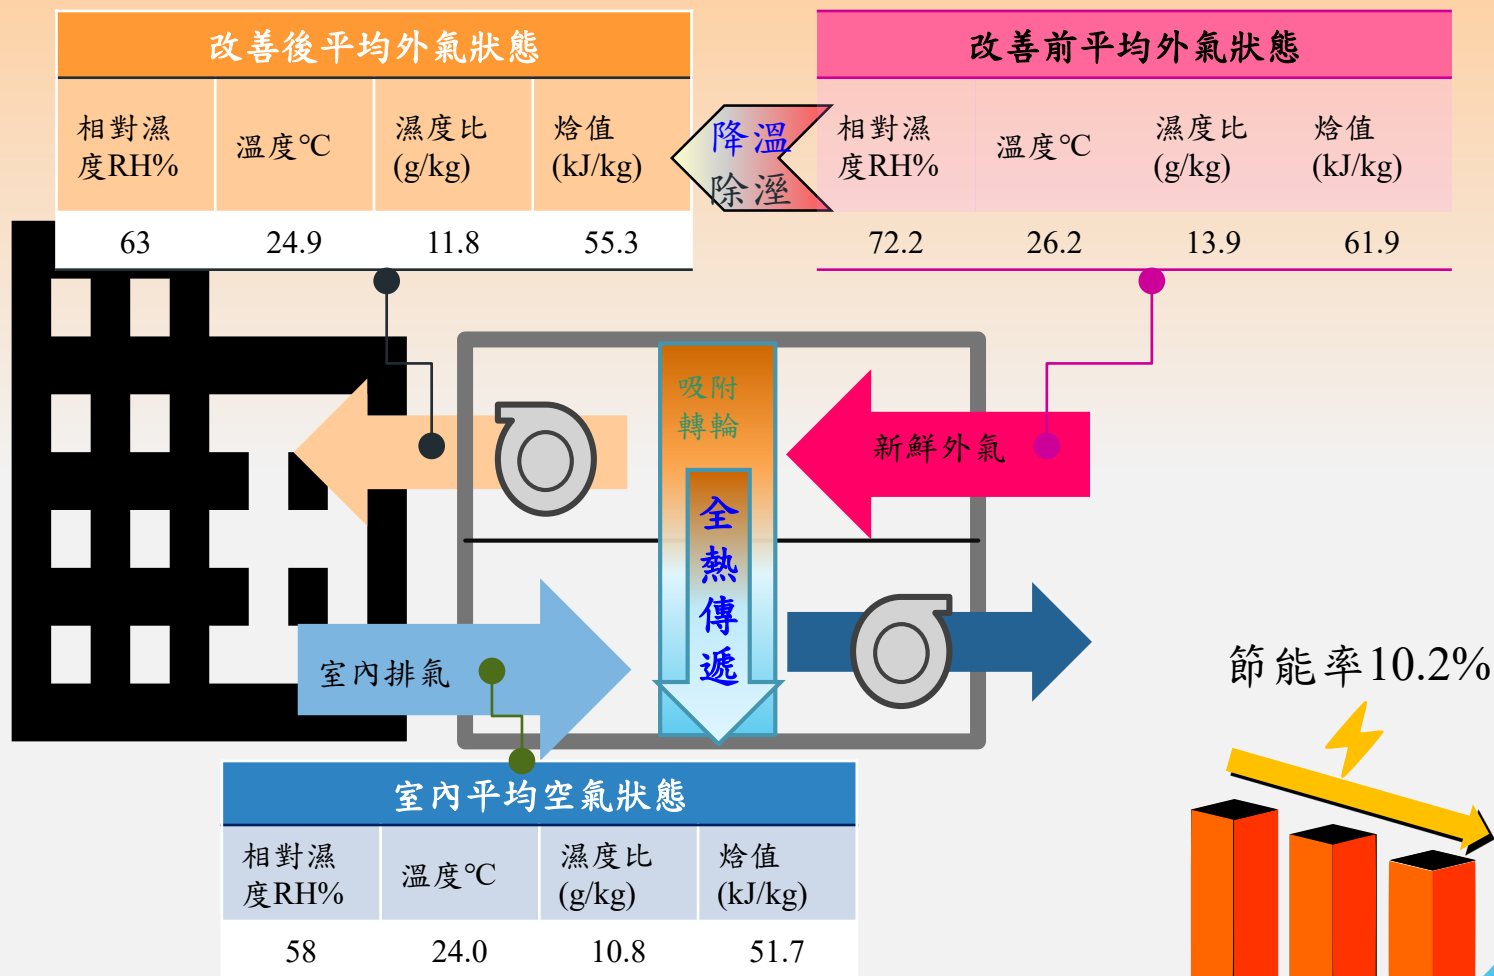 改善後平均外氣狀態
相對濕度RH%
溫度℃
濕度比(g/kg)
焓值(kJ/kg)
63
24.9
11.8
55.3
降溫
除溼
改善前平均外氣狀態
相對濕度RH%
溫度℃
濕度比(g/kg)
焓值(kJ/kg)
72.2
26.2
13.9
61.9
吸附
轉輪
新鮮外氣
全熱傳遞
室內排氣
節能率10.2%
室內平均空氣狀態
相對濕度RH%
溫度℃
濕度比(g/kg)
焓值(kJ/kg)
58
24.0
10.8
51.7